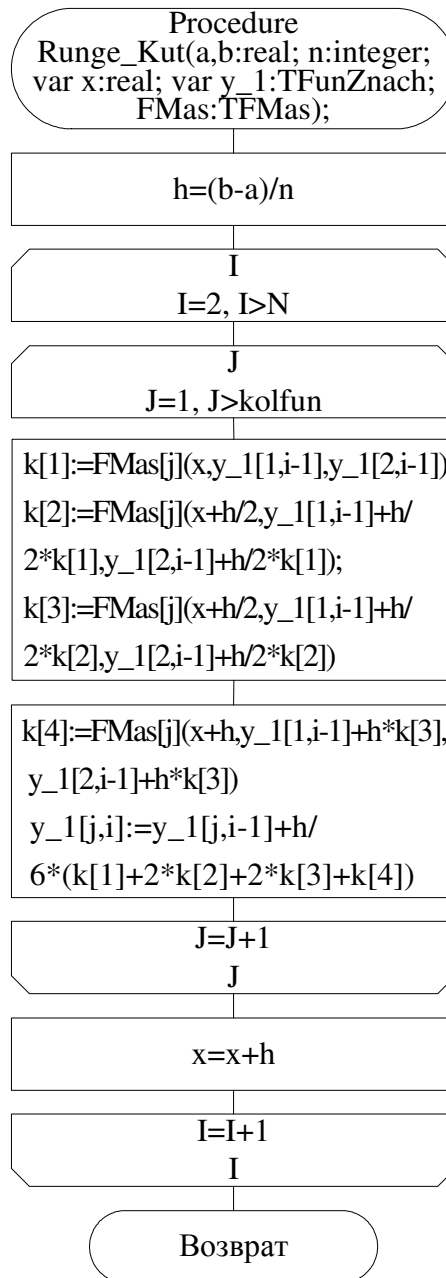 Procedure
Runge_Kut(a,b:real; n:integer;
var x:real; var y_1:TFunZnach;
FMas:TFMas);
h=(b-a)/n
I
I=2, I>N
J
J=1, J>kolfun
k[1]:=FMas[j](x,y_1[1,i-1],y_1[2,i-1])
k[2]:=FMas[j](x+h/2,y_1[1,i-1]+h/
2*k[1],y_1[2,i-1]+h/2*k[1]);
k[3]:=FMas[j](x+h/2,y_1[1,i-1]+h/
2*k[2],y_1[2,i-1]+h/2*k[2])
k[4]:=FMas[j](x+h,y_1[1,i-1]+h*k[3],
y_1[2,i-1]+h*k[3])
y_1[j,i]:=y_1[j,i-1]+h/
6*(k[1]+2*k[2]+2*k[3]+k[4])
J=J+1
J
x=x+h
I=I+1
I
Возврат